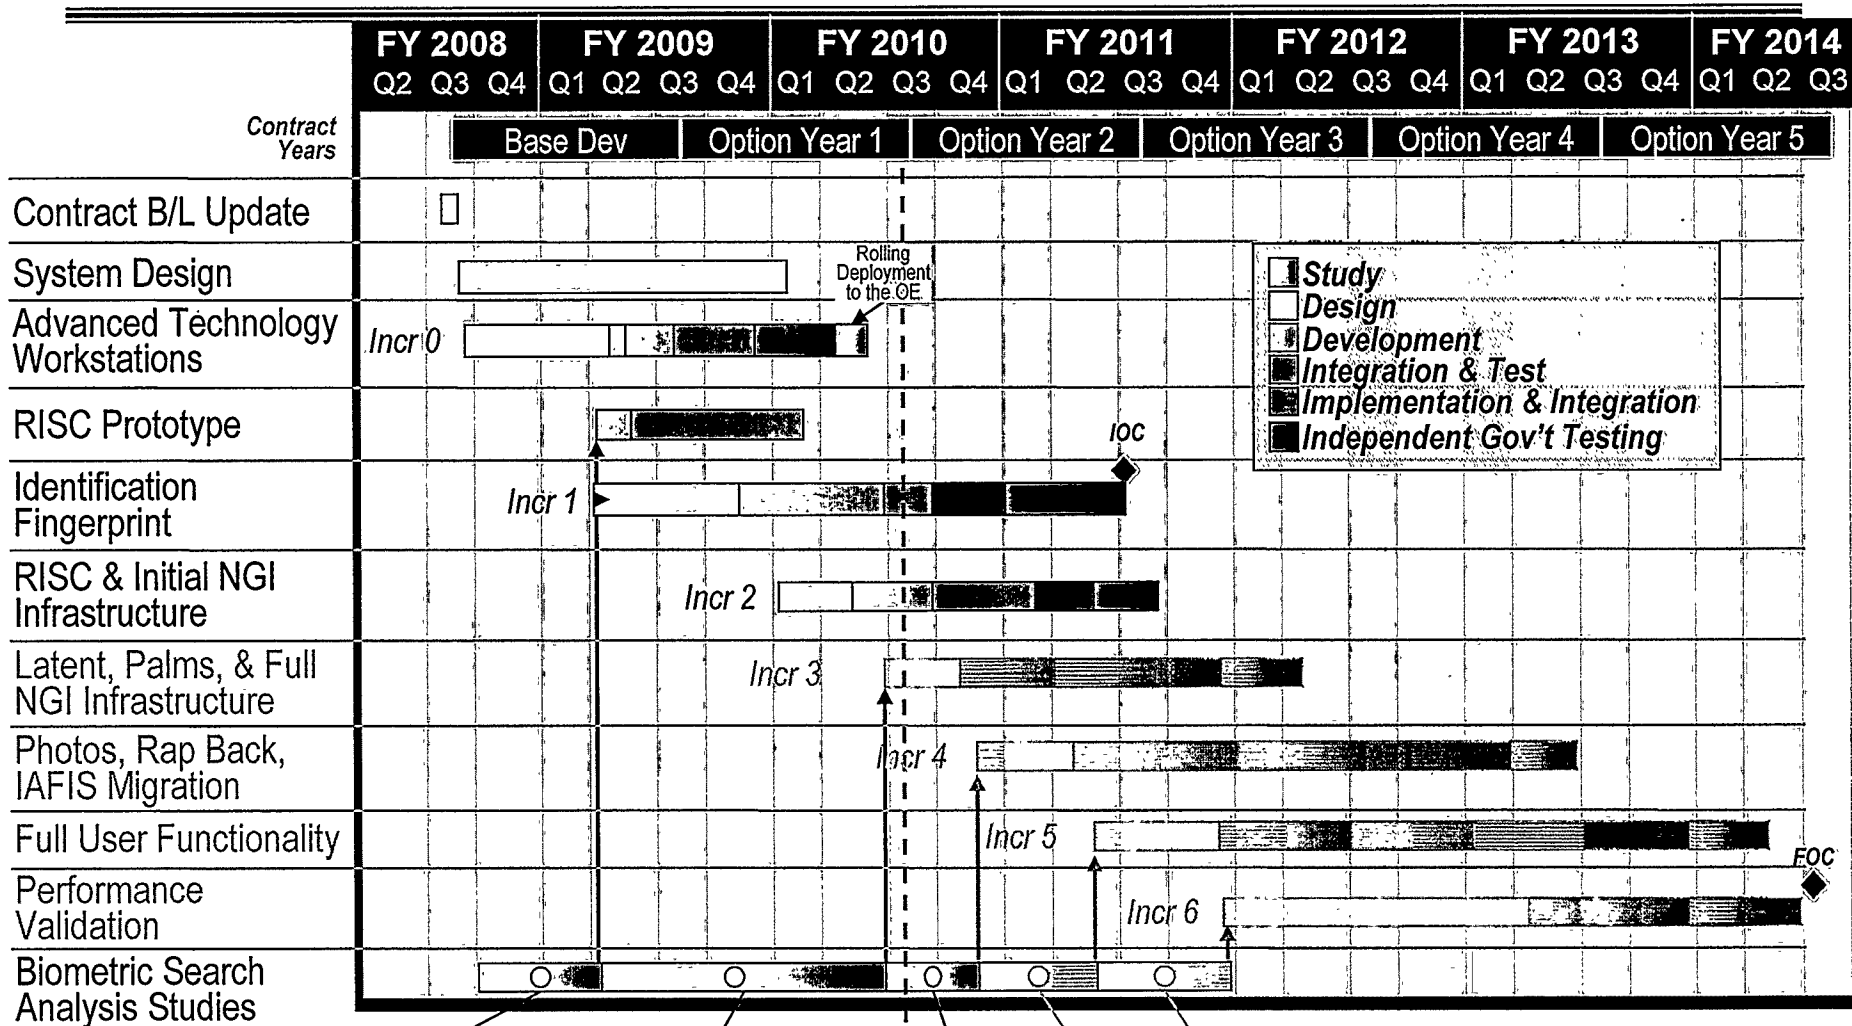 FY 2008 FY 2009 FY 2010 FY 2011 FY 2012 FY 2013 FY 2014
Q2 Q3 Q4 Q1 Q2 Q3 Q4 Q1 Q2 Q3 Q4 Q1 Q2 Q3 Q4 Q1 Q2 Q3 Q4 Q1 Q2 Q3 Q4 Q1 Q2 Q3
Contract
Years
Base Dev Option Year 1 Option Year 2 Option Year 3 Option Year 4 Option Year 5
Contract B/L Update
System Design
Rolling
Deployment
to the OE
Advanced Technology
Workstations
Incr 0
Study
Design
Development
Integration & Test
Implementation & Integration
Independent Gov't Testing
RISC Prototype
IOC
Identification
Fingerprint
Incr 1
RISC & Initial NGI
Infrastructure
Incr 2
Latent, Palms, & Full
NGI Infrastructure
Incr 3
Photos, Rap Back,
IAFIS Migration
Incr 4
Full User Functionality
Incr 5
FOC
Performance
Validation
Incr 6
Biometric Search
Analysis Studies